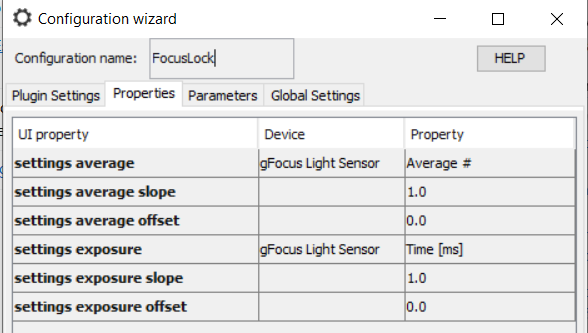 Configuration wizard
Configuration name: FocusLock HELP
Plugin Settings Properties Parameters Global Settings
UI property Device Property
settings average gFocus Light Sensor Average #
settings average slope 1.0
settings average offset 0.0
settings exposure gFocus Light Sensor Time [ms]
settings exposure slope 1.0
settings exposure offset 0.0